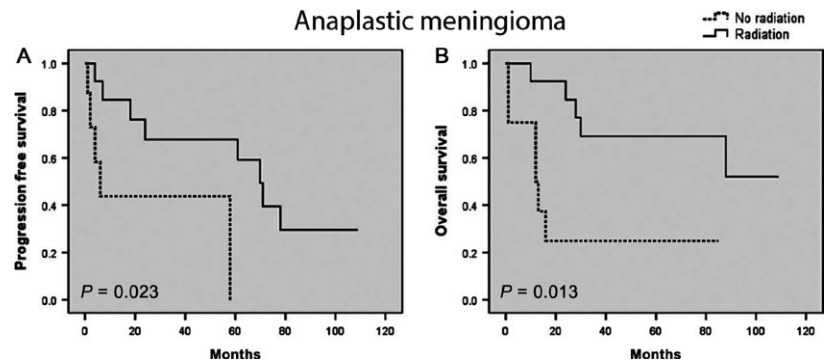 Anaplastic meningioma
No radiation
Radiation
A
Progression free survival
1.0
0.8
0.6
0.4
0.2
0.0
P = 0.023
0 20 40 60 80 100 120
Months
B
Overall survival
1.0
0.8
0.6
0.4
0.2
0.0
P = 0.013
0 20 40 60 80 100 120
Months